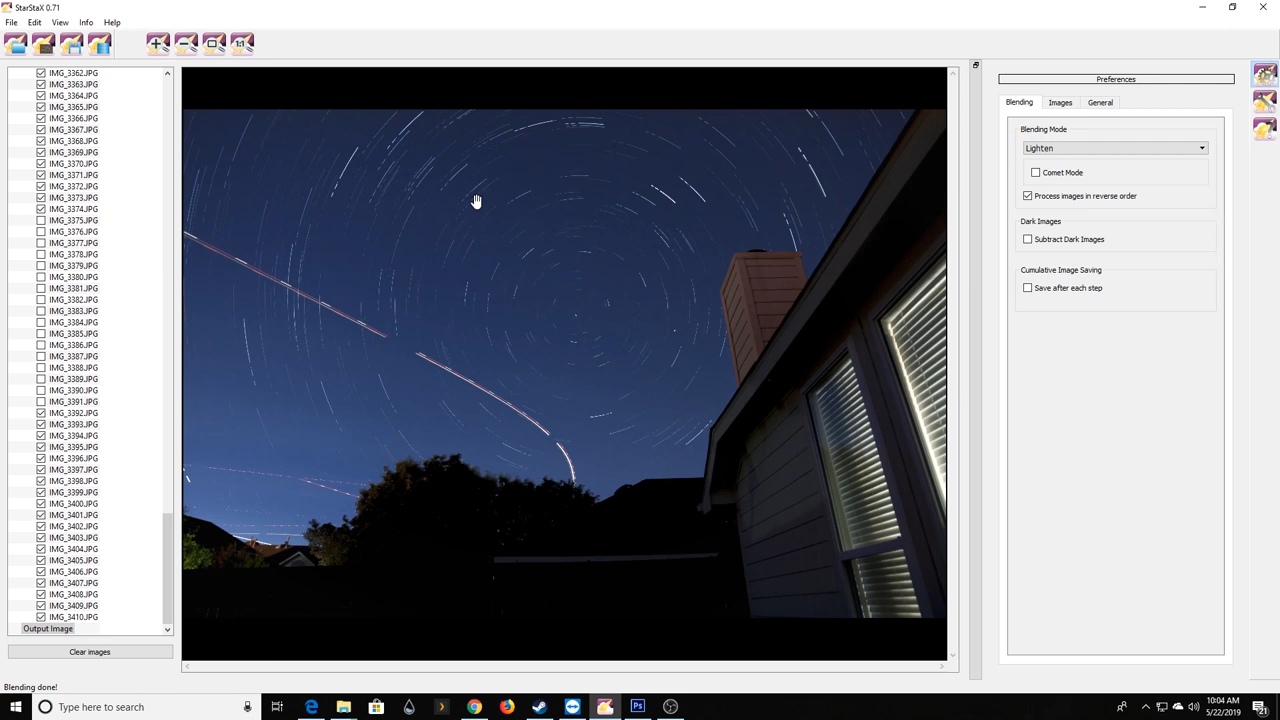 StarStaX 0.71
File Edit View Info Help
IMG_3362.JPG
IMG_3363.JPG
IMG_3364.JPG
IMG_3365.JPG
IMG_3366.JPG
IMG_3367.JPG
IMG_3368.JPG
IMG_3369.JPG
IMG_3370.JPG
IMG_3371.JPG
IMG_3372.JPG
IMG_3373.JPG
IMG_3374.JPG
IMG_3375.JPG
IMG_3376.JPG
IMG_3377.JPG
IMG_3378.JPG
IMG_3379.JPG
IMG_3380.JPG
IMG_3381.JPG
IMG_3382.JPG
IMG_3383.JPG
IMG_3384.JPG
IMG_3385.JPG
IMG_3386.JPG
IMG_3387.JPG
IMG_3388.JPG
IMG_3389.JPG
IMG_3390.JPG
IMG_3391.JPG
IMG_3392.JPG
IMG_3393.JPG
IMG_3394.JPG
IMG_3395.JPG
IMG_3396.JPG
IMG_3397.JPG
IMG_3398.JPG
IMG_3399.JPG
IMG_3400.JPG
IMG_3401.JPG
IMG_3402.JPG
IMG_3403.JPG
IMG_3404.JPG
IMG_3405.JPG
IMG_3406.JPG
IMG_3407.JPG
IMG_3408.JPG
IMG_3409.JPG
IMG_3410.JPG
Output Image
Clear images
Blending done!
Preferences
Blending Images General
Blending Mode
Lighten
Comet Mode
Process images in reverse order
Dark Images
Subtract Dark Images
Cumulative Image Saving
Save after each step
1:1
Type here to search
Ps
10:04 AM
5/22/2019
21